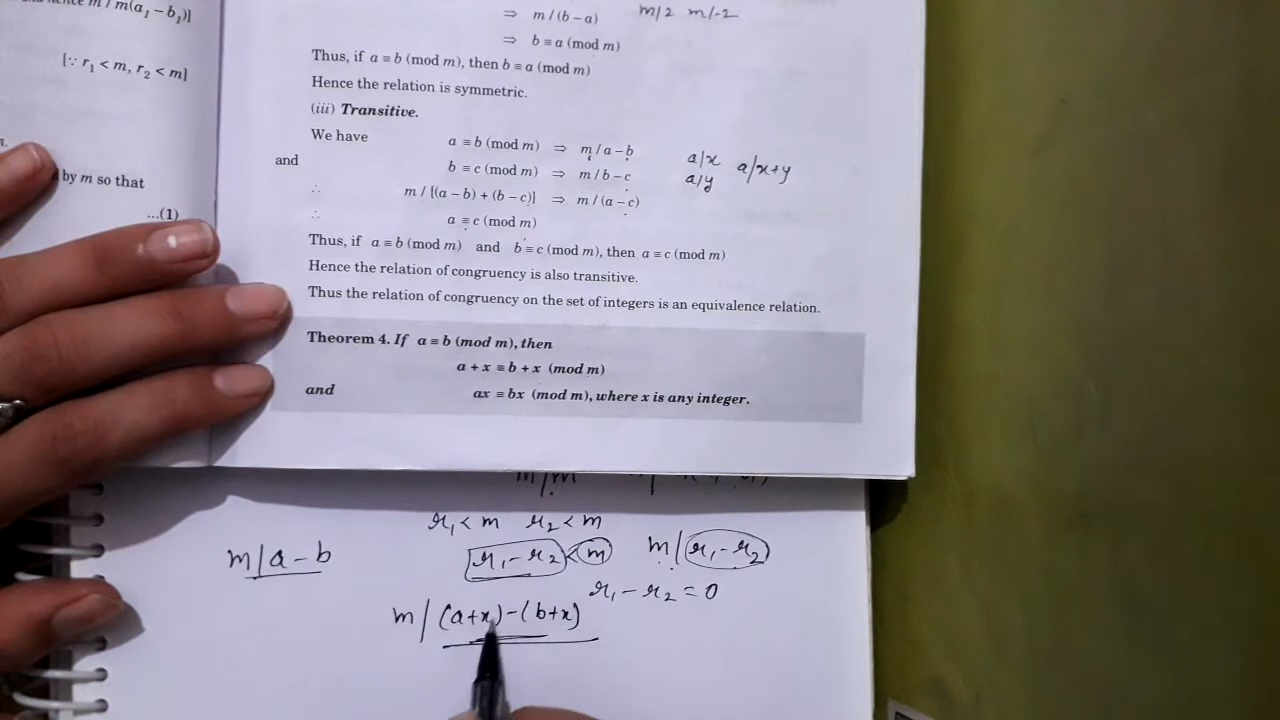 m / m(a₁ – b₁)]
[∵ r₁ < m, r₂ < m]
by m so that
...(1)
⇒ m / (b – a) m/2 m/-2
⇒ b ≡ a (mod m)
Thus, if a ≡ b (mod m), then b ≡ a (mod m)
Hence the relation is symmetric.
(iii) Transitive.
We have a ≡ b (mod m) ⇒ m / a – b a/x a/x+y
and b ≡ c (mod m) ⇒ m / b – c a/y
∴ m / [(a – b) + (b – c)] ⇒ m / (a – c)
∴ a ≡ c (mod m)
Thus, if a ≡ b (mod m) and b ≡ c (mod m), then a ≡ c (mod m)
Hence the relation of congruency is also transitive.
Thus the relation of congruency on the set of integers is an equivalence relation.
Theorem 4. If a ≡ b (mod m), then
a + x ≡ b + x (mod m)
and ax ≡ bx (mod m), where x is any integer.
r₁ < m r₂ < m
m/a – b r₁ – r₂ < m m/r₁ – r₂
r₁ – r₂ = 0
m/(a+x) – (b+x)